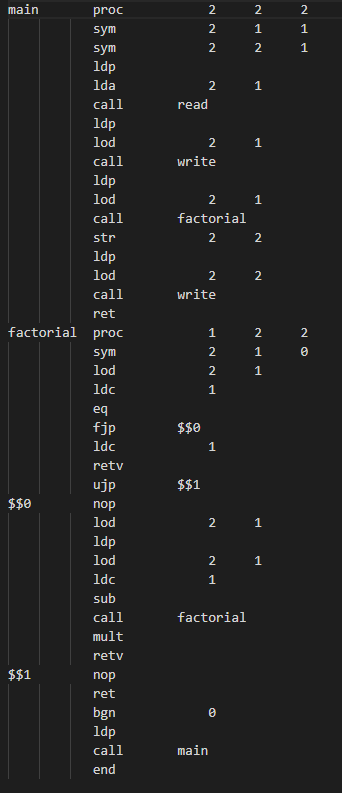 main proc 2 2 2
sym 2 1 1
sym 2 2 1
ldp
lda 2 1
call read
ldp
lod 2 1
call write
ldp
lod 2 1
call factorial
str 2 2
ldp
lod 2 2
call write
ret
factorial proc 1 2 2
sym 2 1 0
lod 2 1
ldc 1
eq
fjp $$0
ldc 1
retv
ujp $$1
$$0 nop
lod 2 1
ldp
lod 2 1
ldc 1
sub
call factorial
mult
retv
$$1 nop
ret
bgn 0
ldp
call main
end